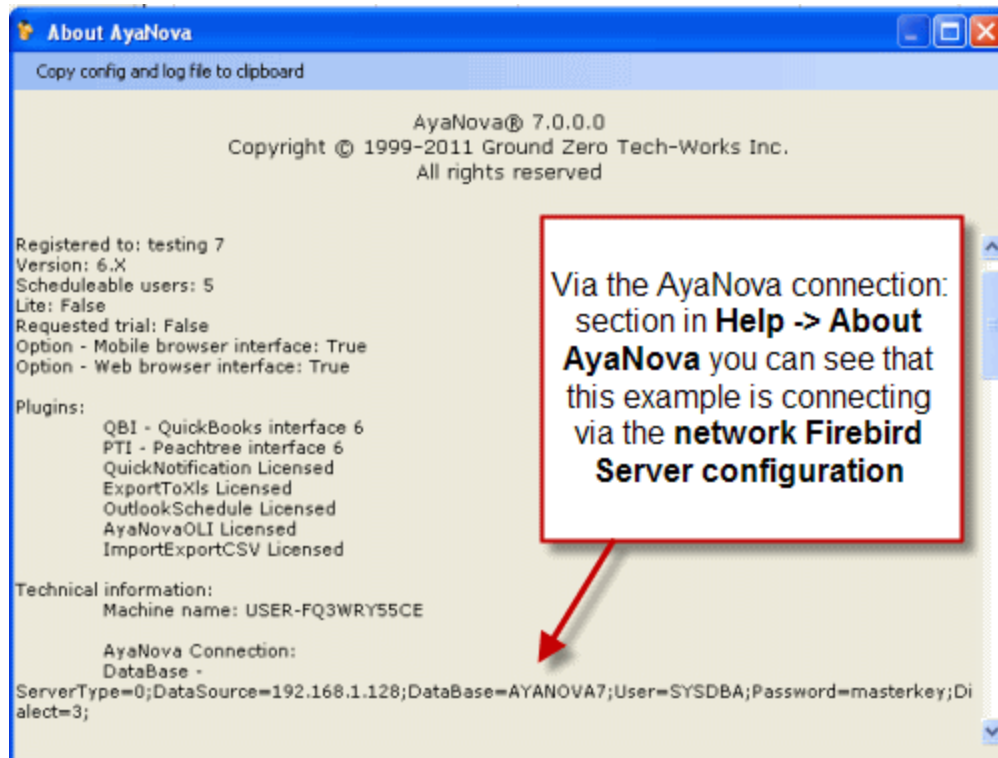 About AyaNova
Copy config and log file to clipboard
AyaNova® 7.0.0.0
Copyright © 1999-2011 Ground Zero Tech-Works Inc.
All rights reserved
Registered to: testing 7
Version: 6.X
Scheduleable users: 5
Lite: False
Requested trial: False
Option - Mobile browser interface: True
Option - Web browser interface: True
Plugins:
QBI - QuickBooks interface 6
PTI - Peachtree interface 6
QuickNotification Licensed
ExportToXls Licensed
OutlookSchedule Licensed
AyaNovaOLI Licensed
ImportExportCSV Licensed
Technical information:
Machine name: USER-FQ3WRY55CE
AyaNova Connection:
DataBase -
ServerType=0;DataSource=192.168.1.128;DataBase=AYANOVA7;User=SYSDBA;Password=masterkey;Di
alect=3;
Via the AyaNova connection:
section in Help -> About
AyaNova you can see that
this example is connecting
via the network Firebird
Server configuration